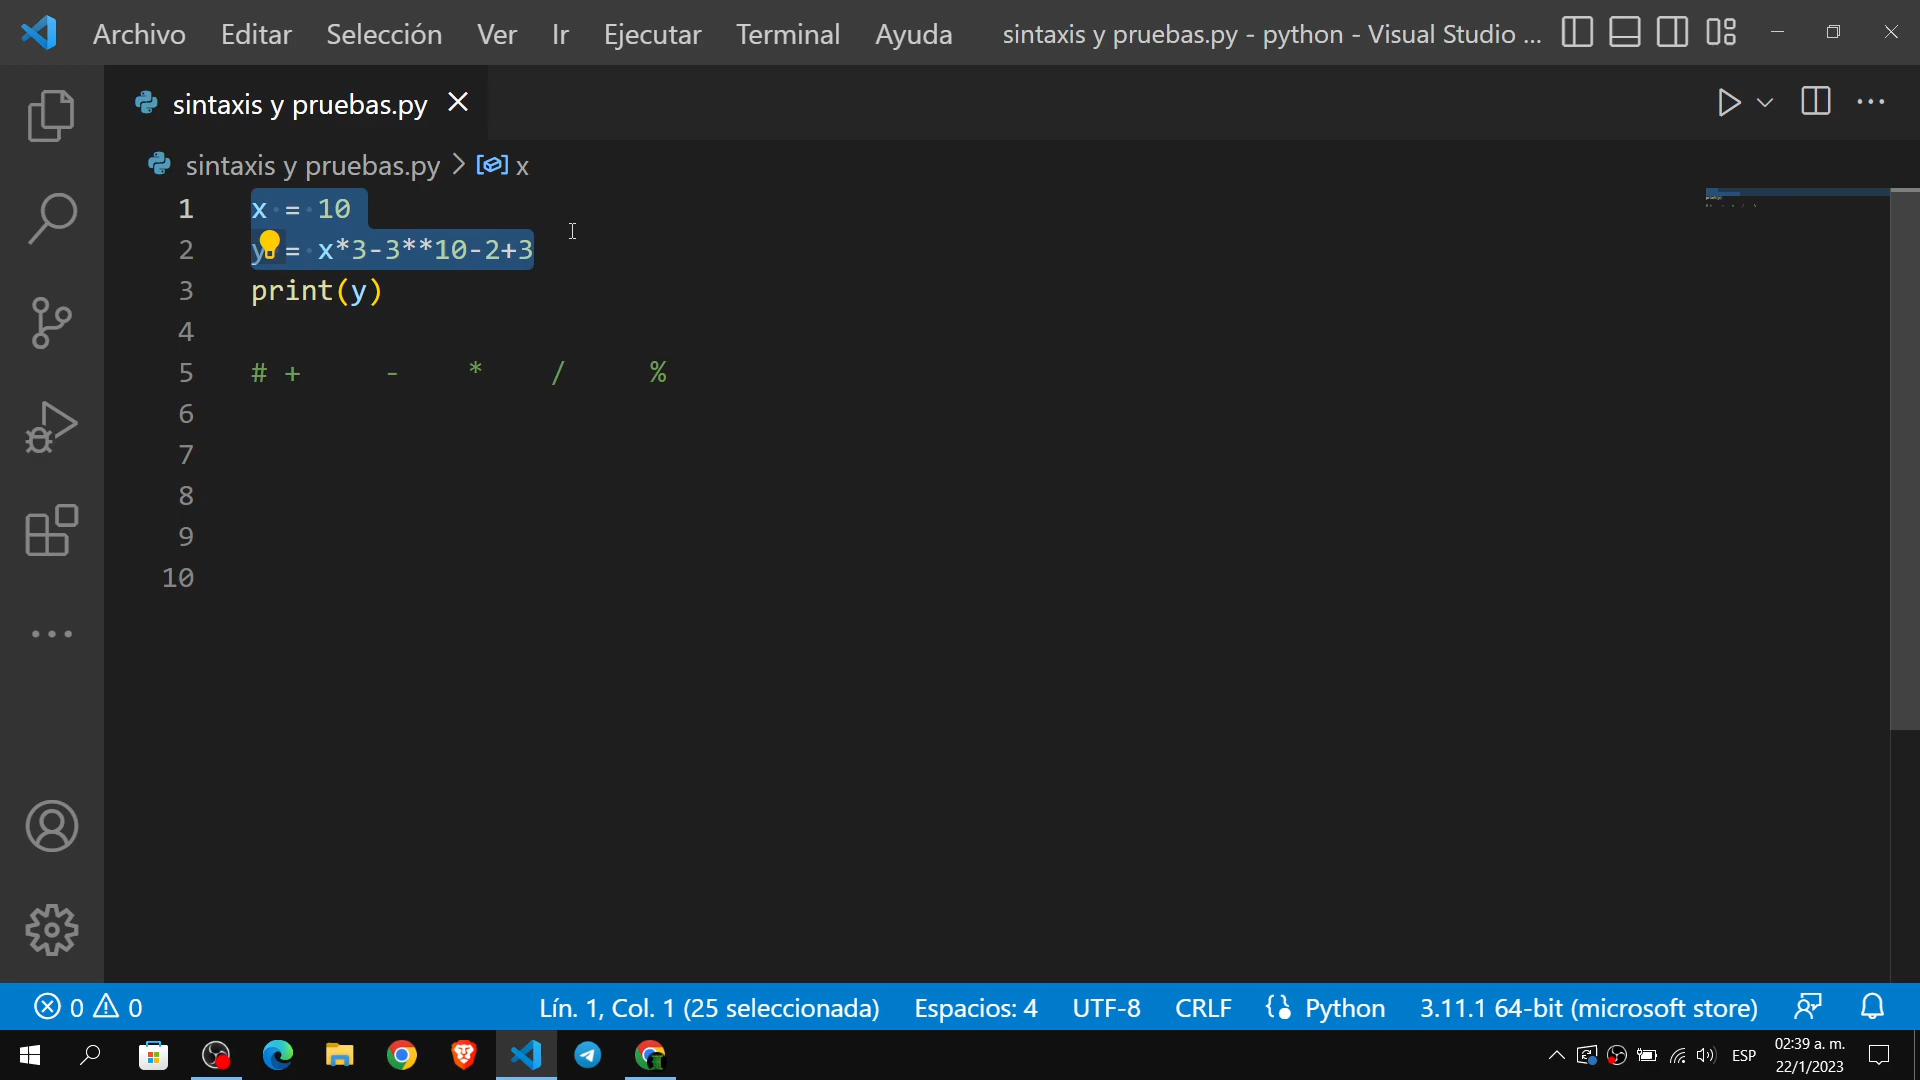 Archivo Editar Selección Ver Ir Ejecutar Terminal Ayuda sintaxis y pruebas.py - python - Visual Studio ...
sintaxis y pruebas.py
sintaxis y pruebas.py > x
1 x = 10
2 y = x*3-3**10-2+3
3 print(y)
4
5 # + - * / %
6
7
8
9
10
0 0 Lín. 1, Col. 1 (25 seleccionada) Espacios: 4 UTF-8 CRLF Python 3.11.1 64-bit (microsoft store)
ESP 02:39 a. m.
22/1/2023